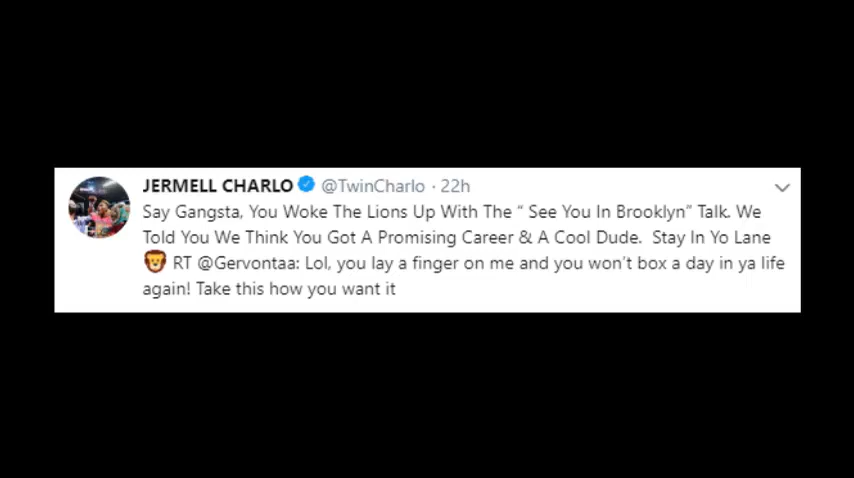 JERMELL CHARLO @TwinCharlo · 22h
Say Gangsta, You Woke The Lions Up With The “ See You In Brooklyn” Talk. We
Told You We Think You Got A Promising Career & A Cool Dude.  Stay In Yo Lane
🦁 RT @Gervontaa: Lol, you lay a finger on me and you won’t box a day in ya life
again! Take this how you want it